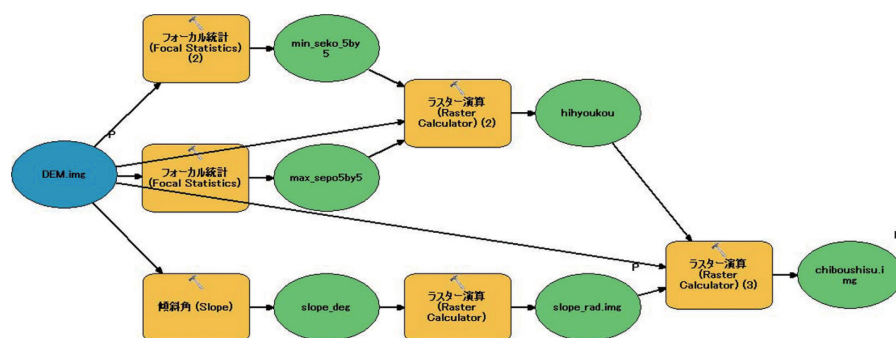 フォーカル統計
(Focal Statistics)
(2)
min_seko_5by
5
ラスター演算
(Raster
Calculator) (2)
hihyoukou
P
DEM.img
フォーカル統計
(Focal Statistics)
max_sepo5by5
P
ラスター演算
(Raster
Calculator) (3)
chiboushisu.i
mg
傾斜角 (Slope)
slope_deg
ラスター演算
(Raster
Calculator)
slope_rad.img